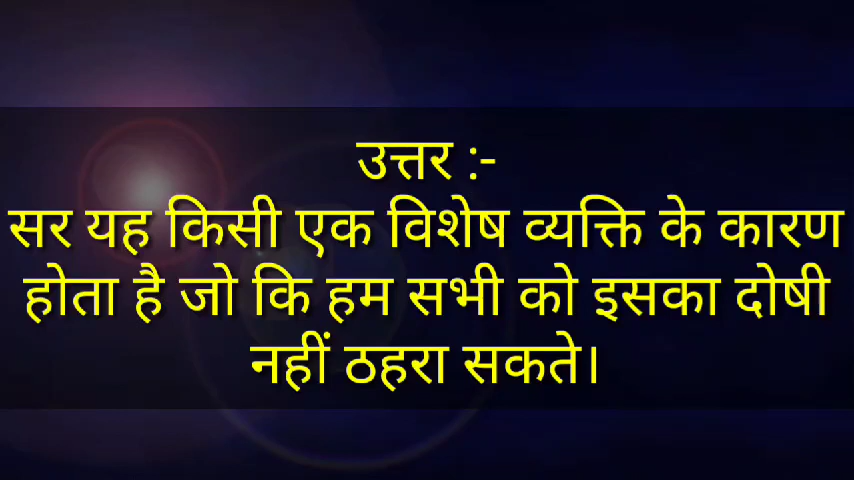 उत्तर :-
सर यह किसी एक विशेष व्यक्ति के कारण
होता है जो कि हम सभी को इसका दोषी
नहीं ठहरा सकते।